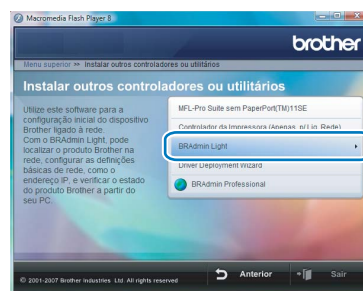 Macromedia Flash Player 8
brother
Menu superior >> Instalar outros controladores ou utilitários
Instalar outros controladores ou utilitários
Utilize este software para a
configuração inicial do dispositivo
Brother ligado à rede.
Com o BRAdmin Light, pode
localizar o produto Brother na
rede, configurar as definições
básicas de rede, como o
endereço IP, e verificar o estado
do produto Brother a partir do
seu PC.
MFL-Pro Suite sem PaperPort(TM)11SE
Controlador da Impressora (Apenas p/ Lig. Rede)
BRAdmin Light
Driver Deployment Wizard
BRAdmin Professional
© 2001-2007 Brother Industries Ltd. All rights reserved
Anterior
Sair